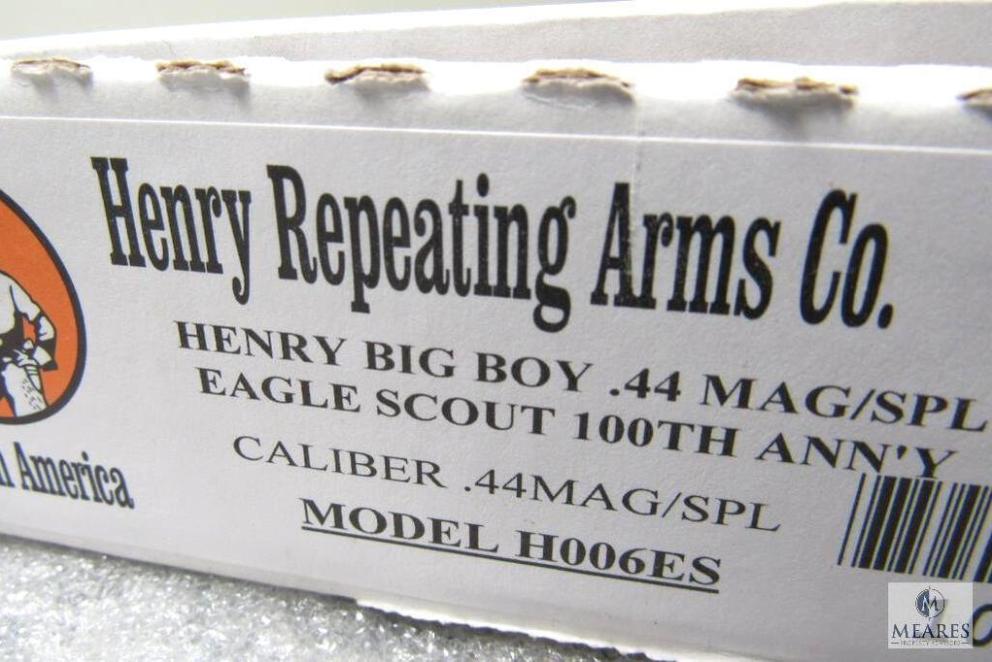 Henry Repeating Arms Co.
HENRY BIG BOY .44 MAG/SPL
EAGLE SCOUT 100TH ANN'Y
CALIBER .44MAG/SPL
MODEL H006ES
America
MEARES